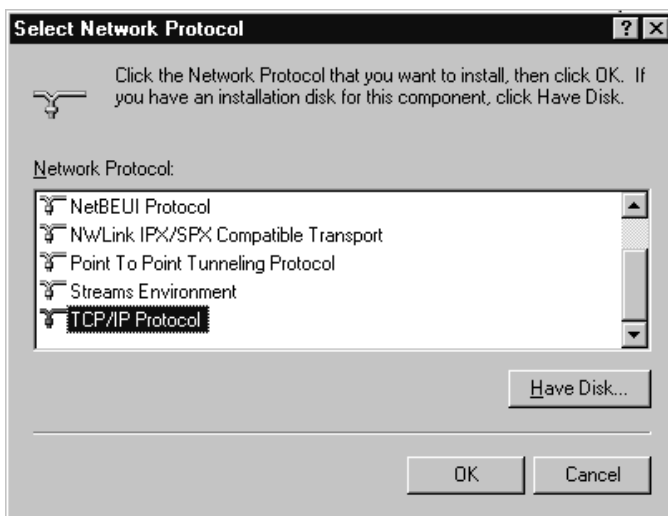 Select Network Protocol
Click the Network Protocol that you want to install, then click OK. If
you have an installation disk for this component, click Have Disk.
Network Protocol:
NetBEUI Protocol
NWLink IPX/SPX Compatible Transport
Point To Point Tunneling Protocol
Streams Environment
TCP/IP Protocol
Have Disk...
OK
Cancel